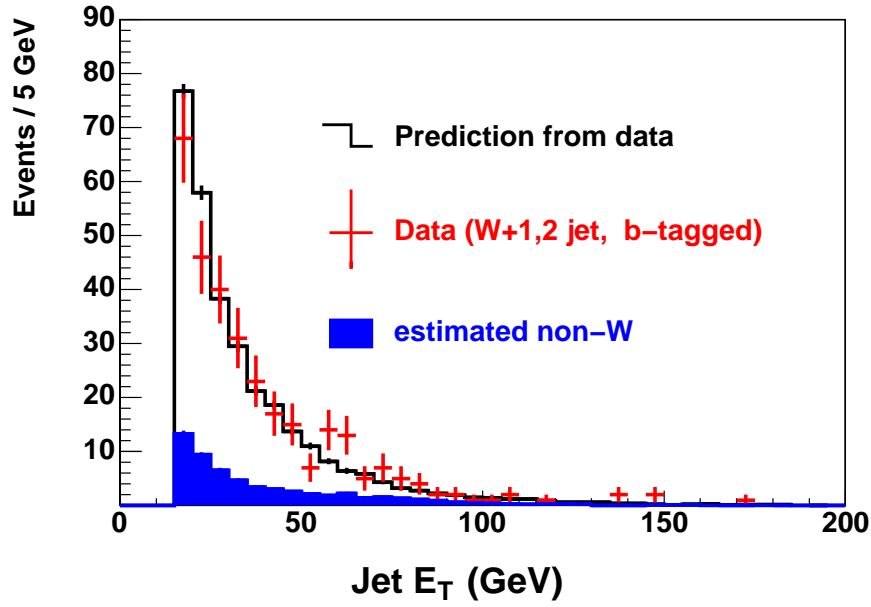 Events / 5 GeV
90
80
70
60
50
40
30
20
10
Prediction from data
Data (W+1,2 jet, b−tagged)
estimated non−W
0 50 100 150 200
Jet E_T (GeV)